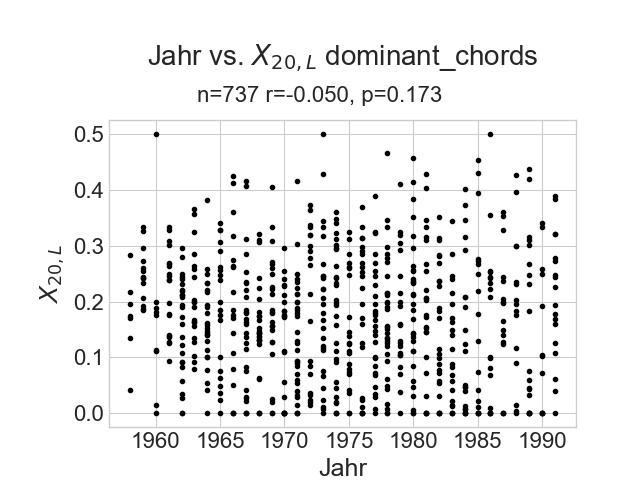 Jahr vs. X20, L dominant_chords
n=737 r=-0.050, p=0.173
0.5
0.4
0.3
0.2
0.1
0.0
X20, L
1960 1965 1970 1975 1980 1985 1990
Jahr